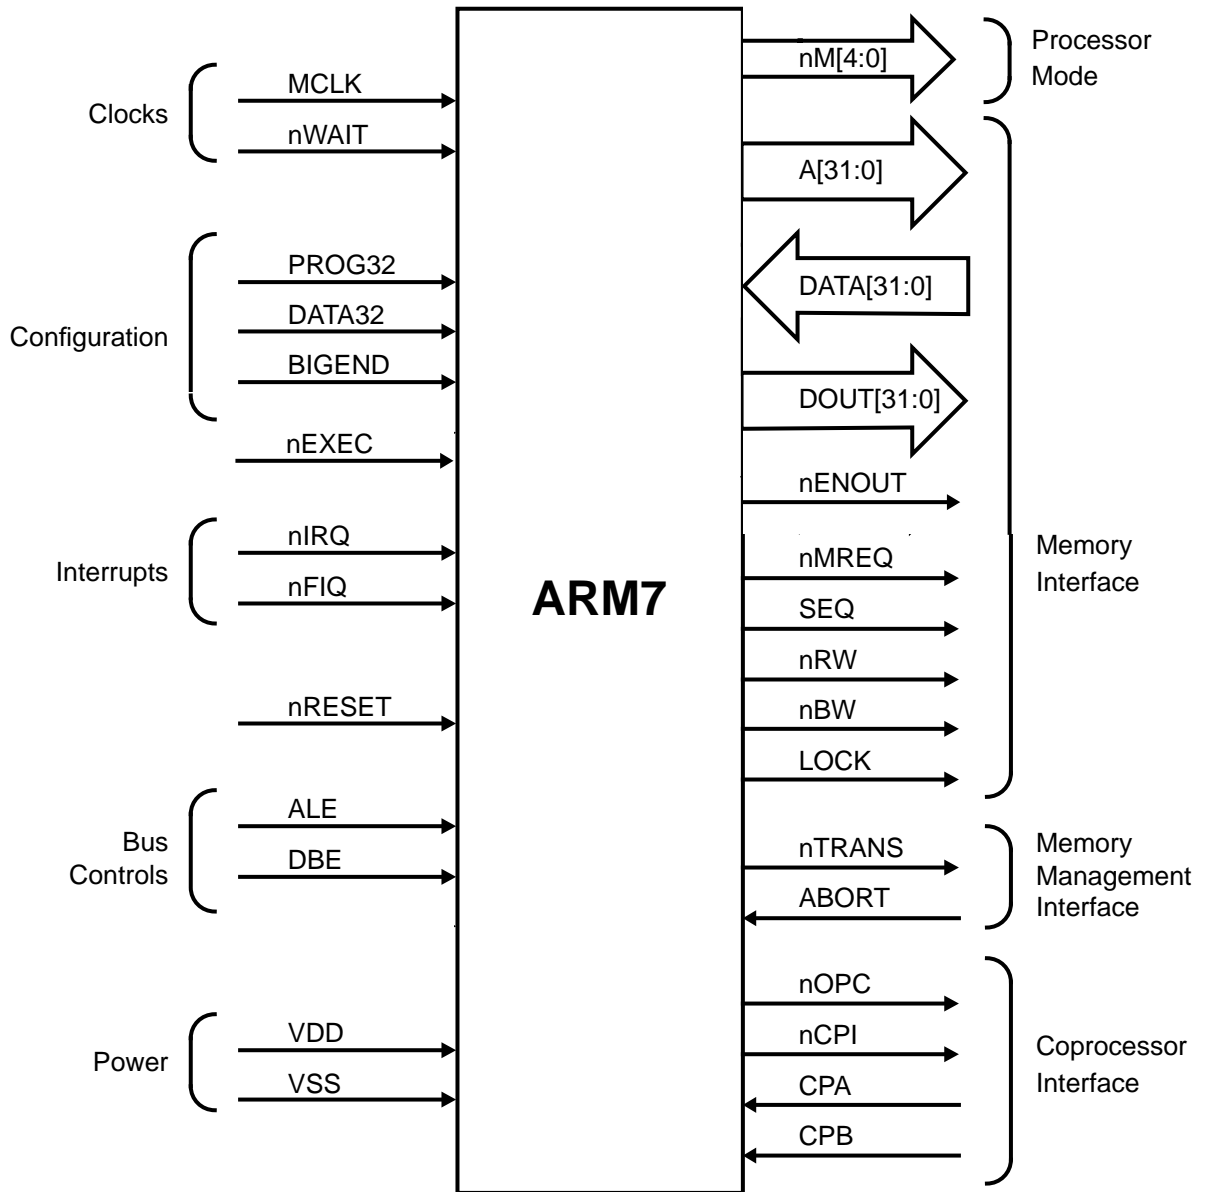 Clocks
MCLK
nWAIT
Configuration
PROG32
DATA32
BIGEND
nEXEC
Interrupts
nIRQ
nFIQ
nRESET
Bus
Controls
ALE
DBE
Power
VDD
VSS
ARM7
nM[4:0]
Processor
Mode
A[31:0]
DATA[31:0]
DOUT[31:0]
nENOUT
nMREQ
SEQ
nRW
nBW
LOCK
Memory
Interface
nTRANS
ABORT
Memory
Management
Interface
nOPC
nCPI
CPA
CPB
Coprocessor
Interface